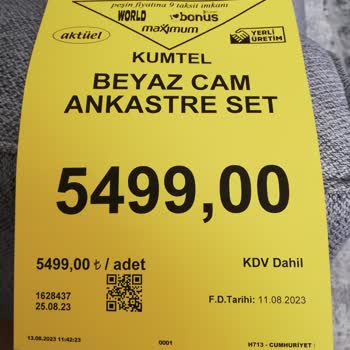 peşin fiyatına 9 taksit imkanı
WORLD bonus
maximum
aktüel
YERLİ
ÜRETİM
KUMTEL
BEYAZ CAM
ANKASTRE SET
5499,00
5499,00 ₺ / adet
KDV Dahil
1628437
25.08.23
F.D.Tarihi: 11.08.2023
13.08.2023 11:42:23
0001
H713 - CUMHURİYET